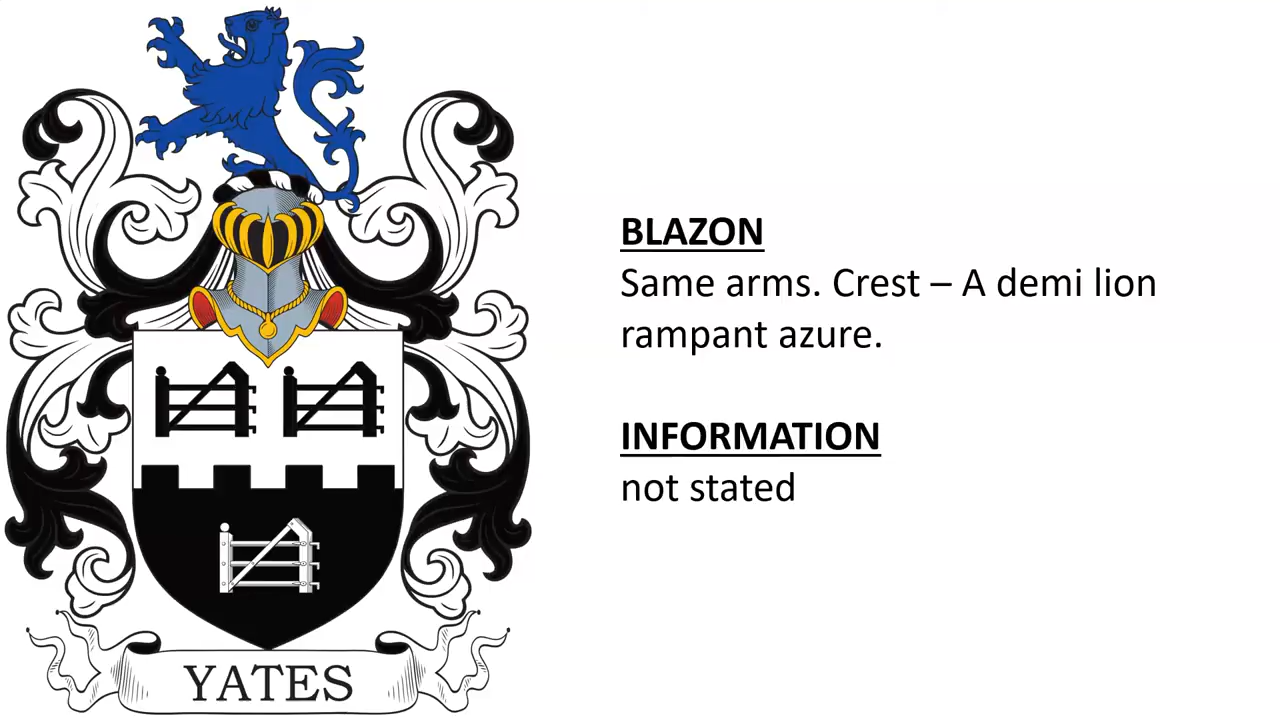 BLAZON
Same arms. Crest – A demi lion
rampant azure.
INFORMATION
not stated
YATES